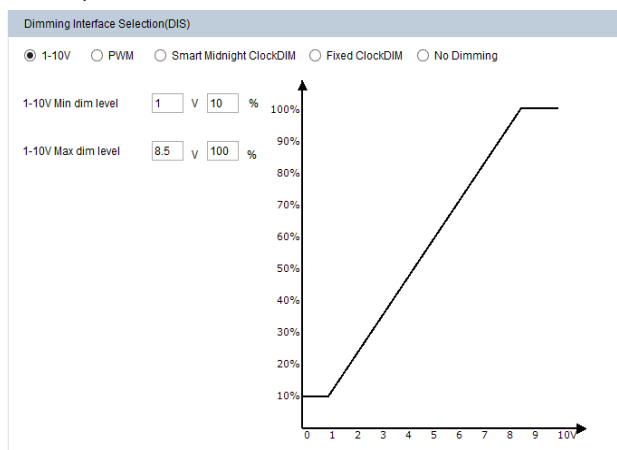 Dimming Interface Selection(DIS)
1-10V PWM Smart Midnight ClockDIM Fixed ClockDIM No Dimming
1-10V Min dim level 1 V 10 %
1-10V Max dim level 8.5 V 100 %
100%
90%
80%
70%
60%
50%
40%
30%
20%
10%
0 1 2 3 4 5 6 7 8 9 10V